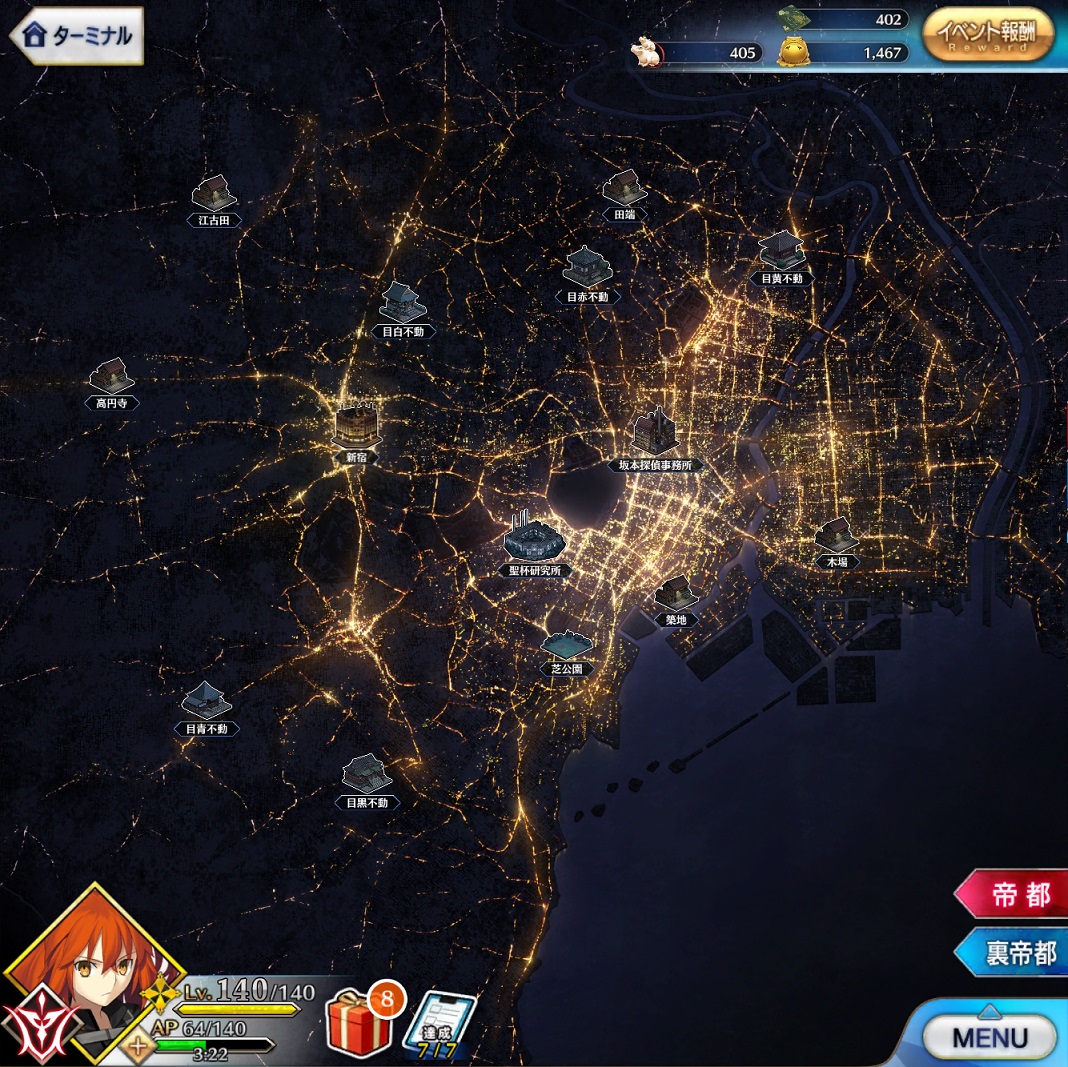 ターミナル
402
405
1,467
イベント報酬
Reward
江古田
田端
目黄不動
目赤不動
目白不動
高円寺
新宿
坂本探偵事務所
聖杯研究所
木場
築地
芝公園
目青不動
目黒不動
帝都
裏帝都
Lv. 140/140
AP 64/140
3:22
8
達成
7/7
MENU